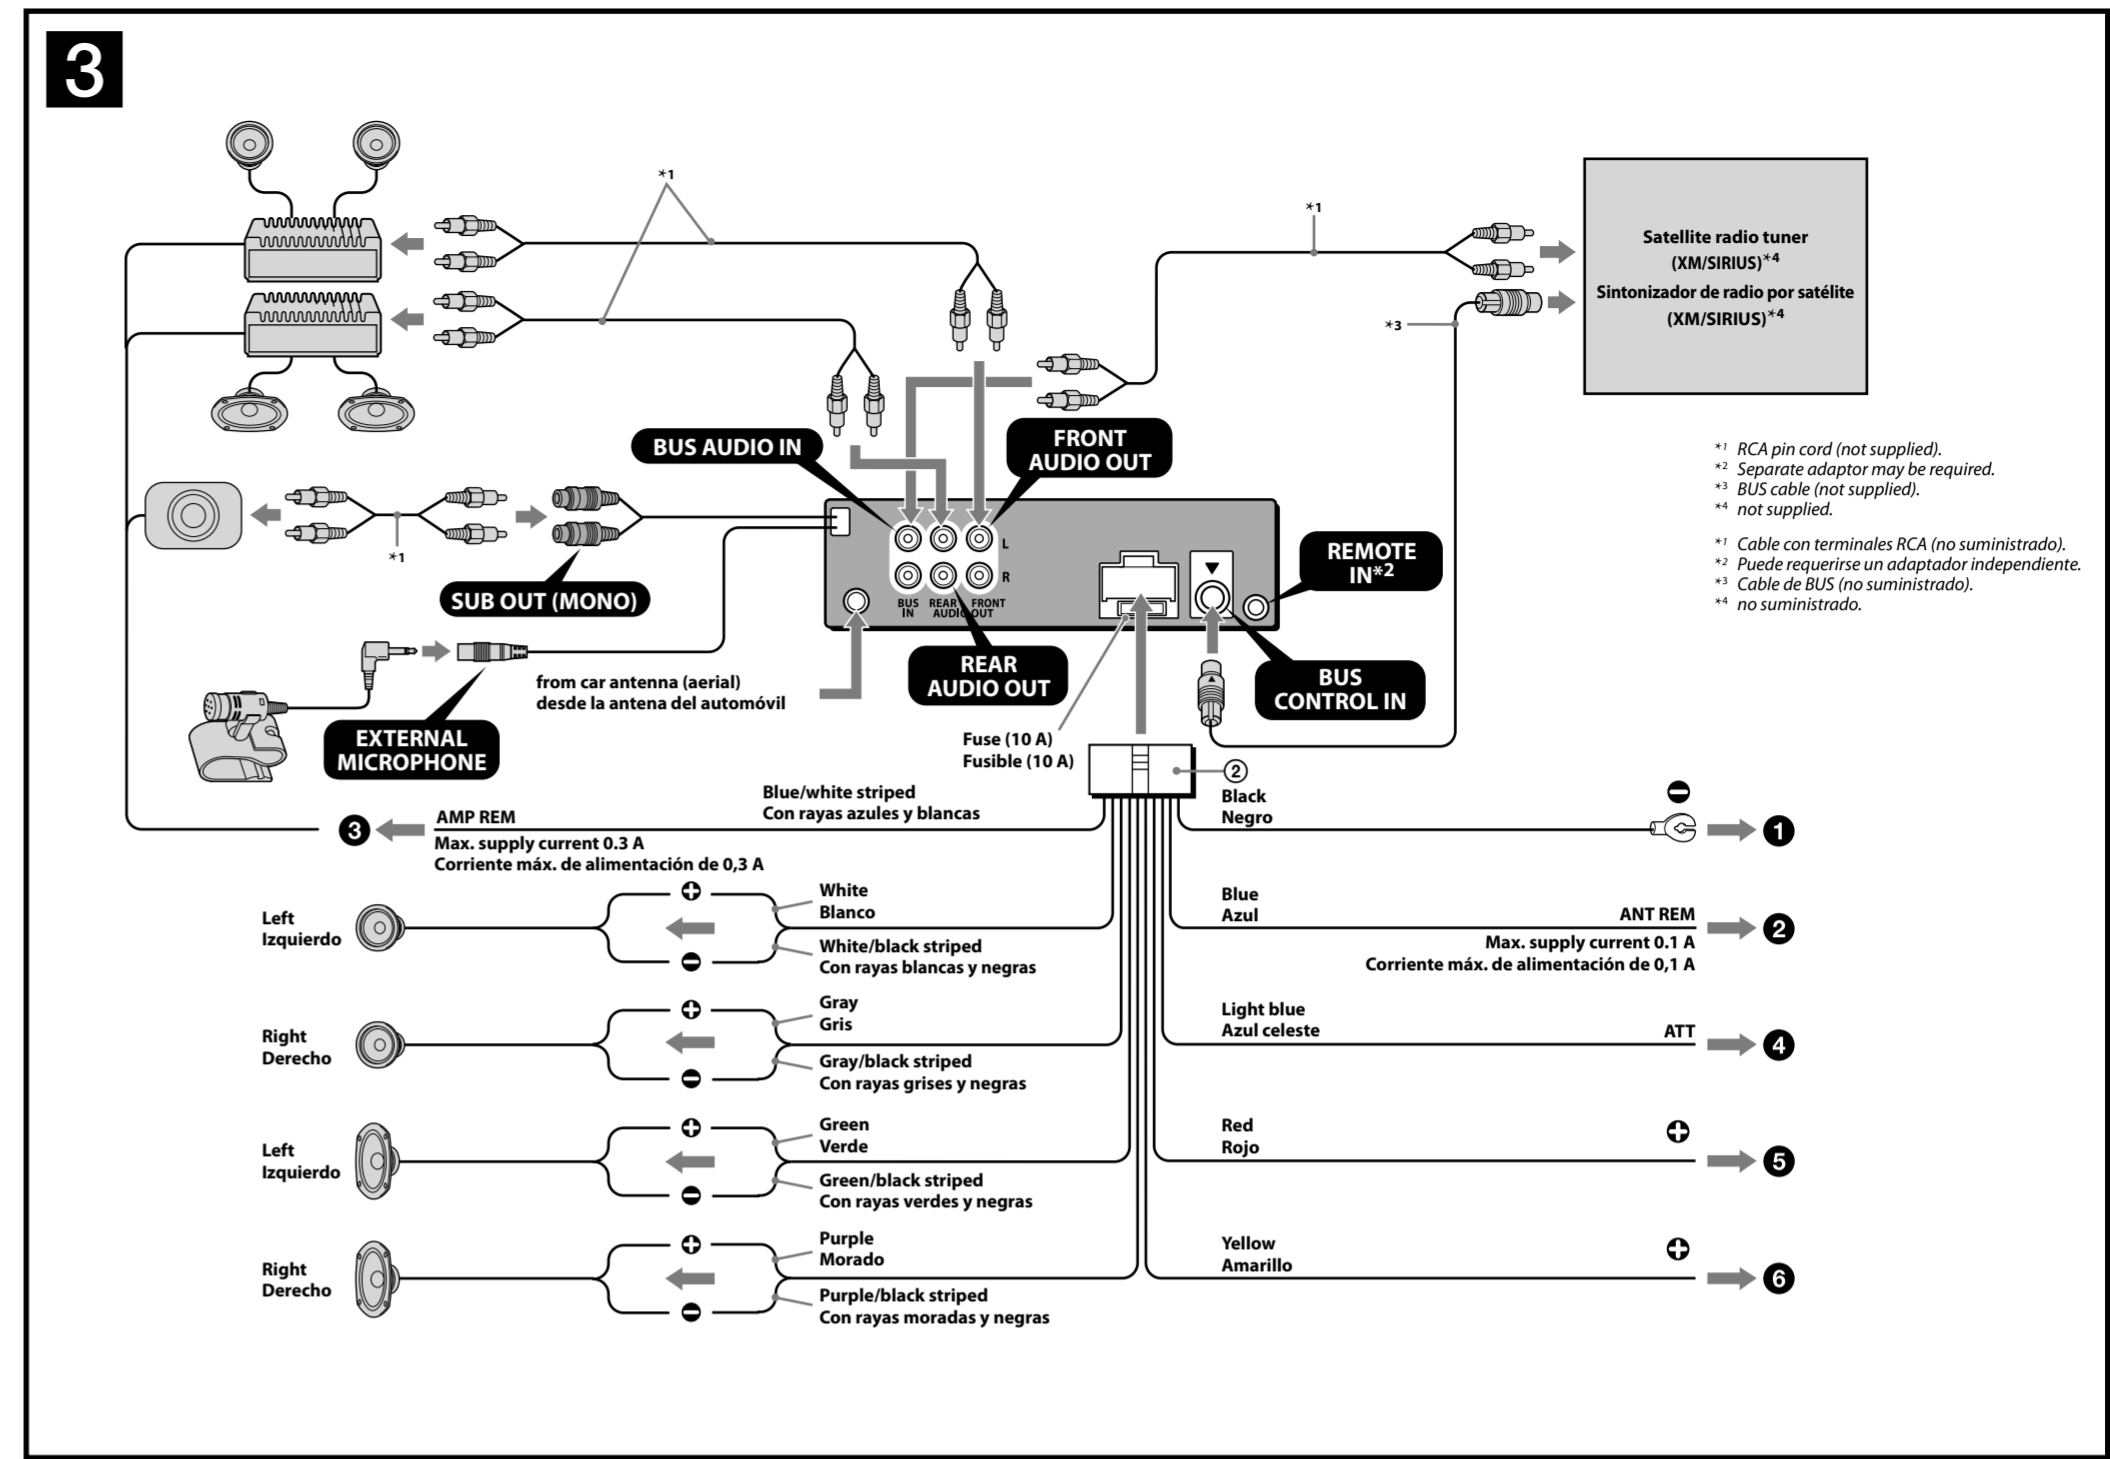 3
*1
*1
Satellite radio tuner
(XM/SIRIUS)*4
Sintonizador de radio por satélite
(XM/SIRIUS)*4
*3
BUS AUDIO IN
FRONT
AUDIO OUT
*1 RCA pin cord (not supplied).
*2 Separate adaptor may be required.
*3 BUS cable (not supplied).
*4 not supplied.
*1 Cable con terminales RCA (no suministrado).
*2 Puede requerirse un adaptador independiente.
*3 Cable de BUS (no suministrado).
*4 no suministrado.
*1
SUB OUT (MONO)
L
R
BUS IN
REAR FRONT
AUDIO OUT
REMOTE
IN*2
REAR
AUDIO OUT
BUS
CONTROL IN
from car antenna (aerial)
desde la antena del automóvil
EXTERNAL
MICROPHONE
Fuse (10 A)
Fusible (10 A)
2
Blue/white striped
Con rayas azules y blancas
3
AMP REM
Max. supply current 0.3 A
Corriente máx. de alimentación de 0,3 A
Black
Negro
1
Left
Izquierdo
White
Blanco
White/black striped
Con rayas blancas y negras
Blue
Azul
ANT REM
Max. supply current 0.1 A
Corriente máx. de alimentación de 0,1 A
2
Right
Derecho
Gray
Gris
Gray/black striped
Con rayas grises y negras
Light blue
Azul celeste
ATT
4
Left
Izquierdo
Green
Verde
Green/black striped
Con rayas verdes y negras
Red
Rojo
5
Right
Derecho
Purple
Morado
Purple/black striped
Con rayas moradas y negras
Yellow
Amarillo
6